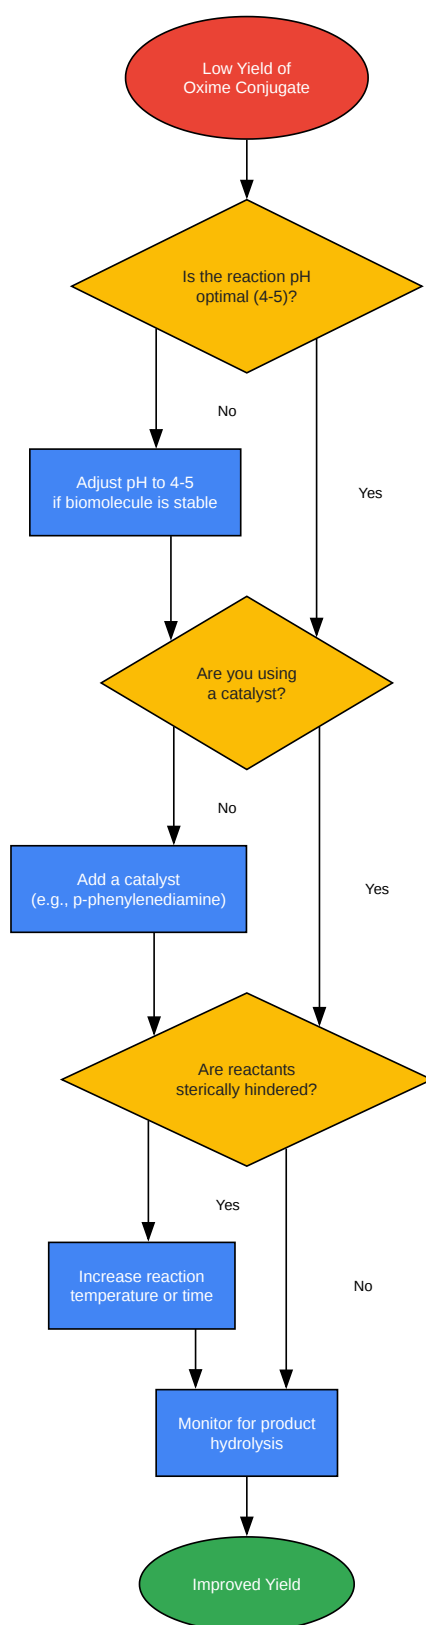 Low Yield of
Oxime Conjugate
Is the reaction pH
optimal (4-5)?
No
Adjust pH to 4-5
if biomolecule is stable
Yes
Are you using
a catalyst?
No
Add a catalyst
(e.g., p-phenylenediamine)
Yes
Are reactants
sterically hindered?
Yes
Increase reaction
temperature or time
No
Monitor for product
hydrolysis
Improved Yield